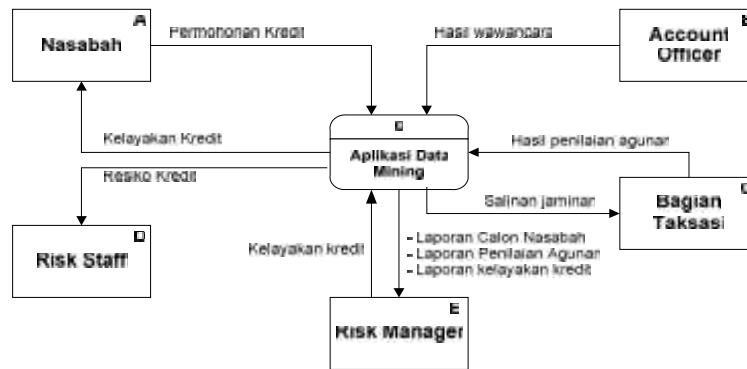 A
Nasabah
Permohonan Kredit
Hasil wawancara
Account
Officer
Kelayakan Kredit
Resiko Kredit
Aplikasi Data
Mining
Hasil penilaian agunan
Salinan jaminan
Bagian
Taksasi
Risk Staff
Kelayakan kredit
- Laporan Calon Nasabah
- Laporan Penilaian Agunan
- Laporan kelayakan kredit
E
Risk Manager